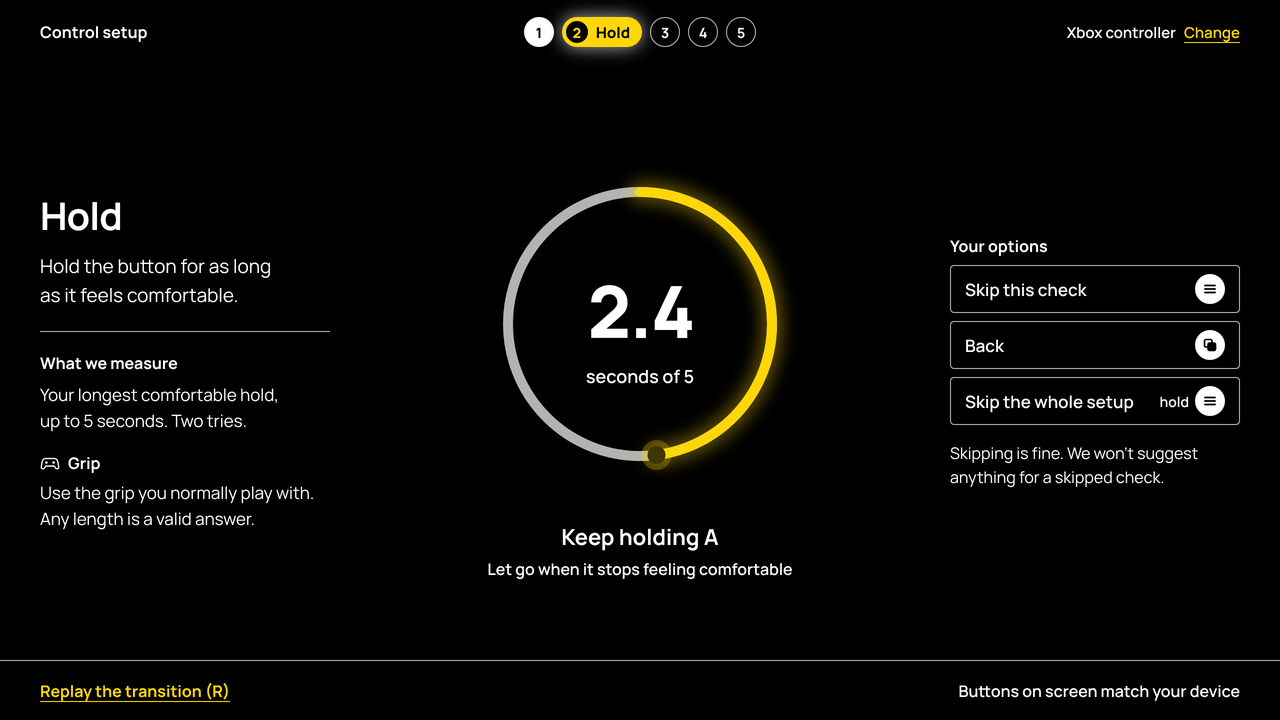 Control setup
1
2 Hold
3
4
5
Xbox controller Change
Hold
Hold the button for as long
as it feels comfortable.
What we measure
Your longest comfortable hold,
up to 5 seconds. Two tries.
Grip
Use the grip you normally play with.
Any length is a valid answer.
2.4
seconds of 5
Keep holding A
Let go when it stops feeling comfortable
Your options
Skip this check
Back
Skip the whole setup hold
Skipping is fine. We won't suggest
anything for a skipped check.
Replay the transition (R)
Buttons on screen match your device